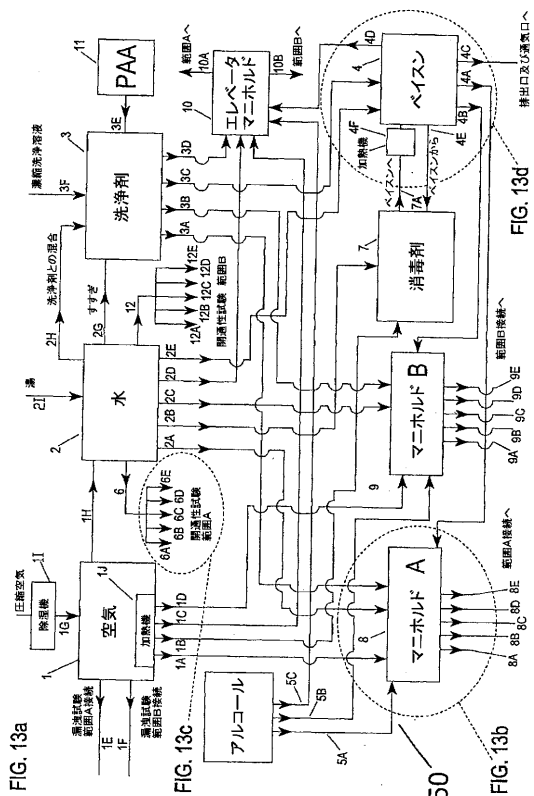 FIG. 13a
圧縮空気
除湿機
1I
1G
1
空気
加熱機
1J
漏洩試験
範囲A接続
1E
1F
漏洩試験
範囲B接続
1A
1B
1C
1D
1H
湯
2I
2
水
2A
2B
2C
2D
2E
2H
洗浄剤との混合
2G
すすぎ
6
6A
6B
6C
6D
6E
開通性試験
範囲A
FIG. 13c
12
12A
12B
12C
12D
12E
開通性試験 範囲B
濃縮洗浄溶液
3F
3
洗浄剤
3A
3B
3C
3D
3E
11
PAA
範囲Aへ
10A
10
エレベータ
マニホルド
10B
範囲Bへ
4
ベイスン
4D
4C
4A
4B
4E
4F
加熱機
排出口及び通気口へ
ベイスンへ
7A
ベイスンから
FIG. 13d
7
消毒剤
アルコール
5A
5B
5C
8
マニホルド A
8A
8B
8C
8D
8E
範囲A接続へ
FIG. 13b
50
9
マニホルド B
9A
9B
9C
9D
9E
範囲B接続へ